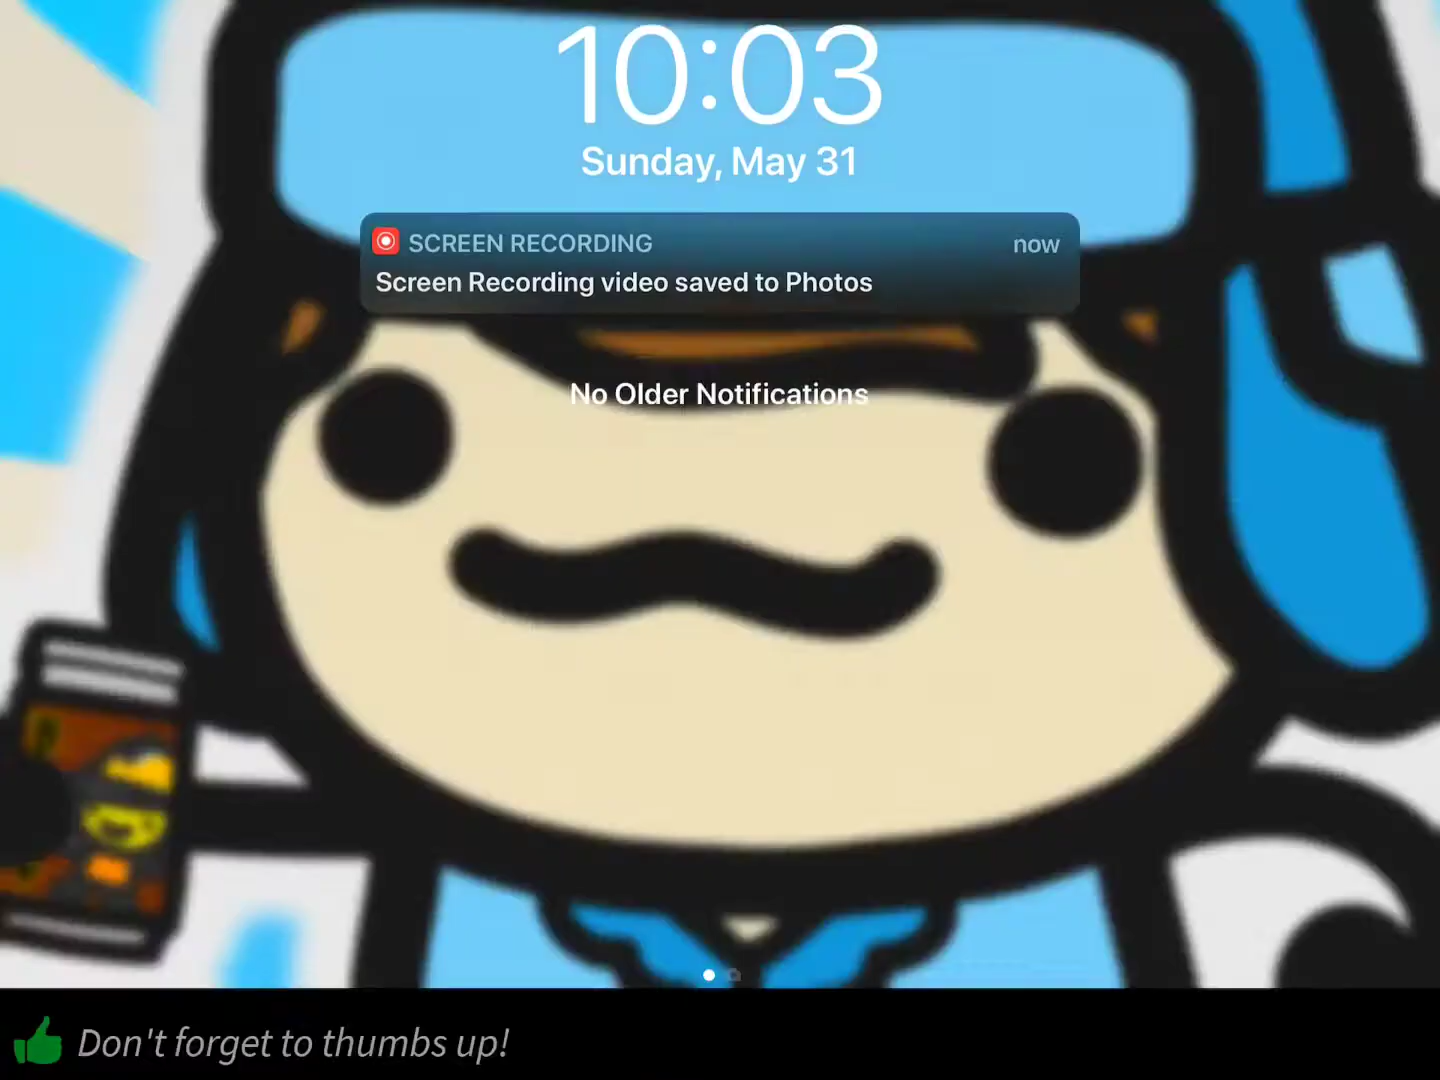 10:03
Sunday, May 31
SCREEN RECORDING now
Screen Recording video saved to Photos
No Older Notifications
Don't forget to thumbs up!